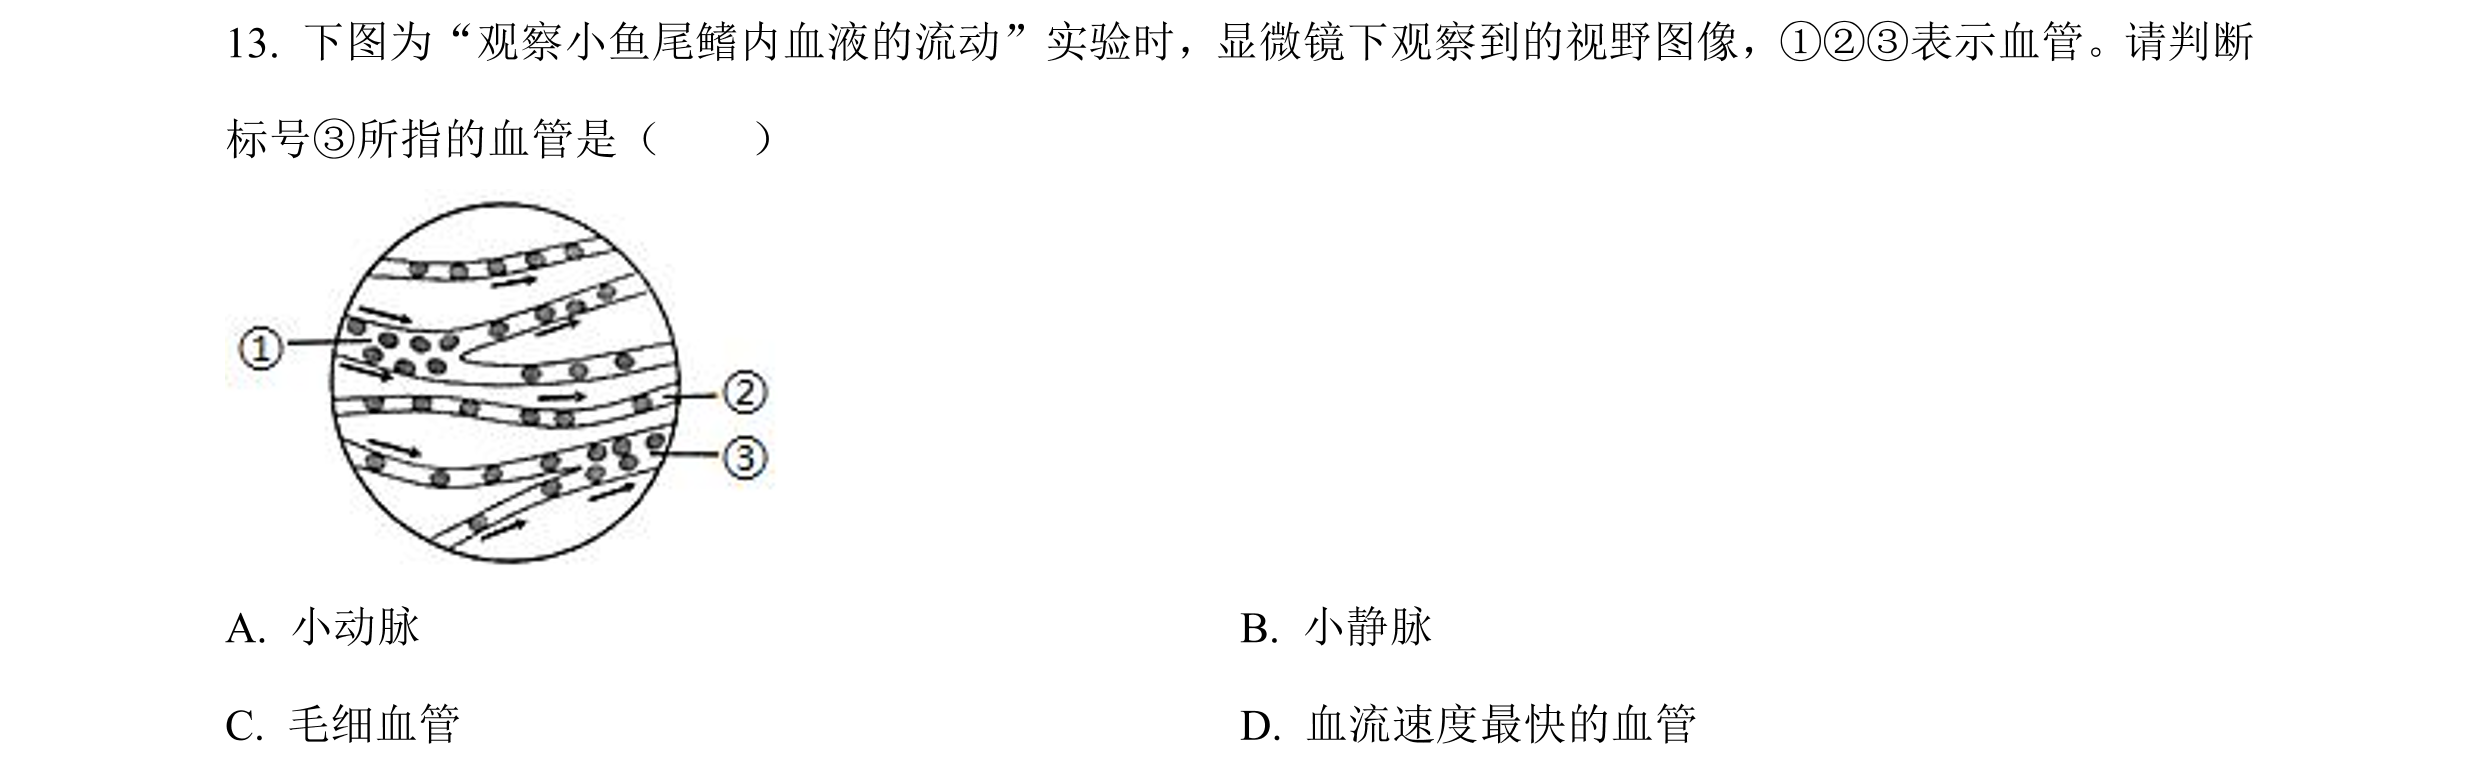 13. 下图为“观察小鱼尾鳍内血液的流动”实验时，显微镜下观察到的视野图像，①②③表示血管。请判断
标号③所指的血管是（　　）
①
②
③
A. 小动脉
B. 小静脉
C. 毛细血管
D. 血流速度最快的血管